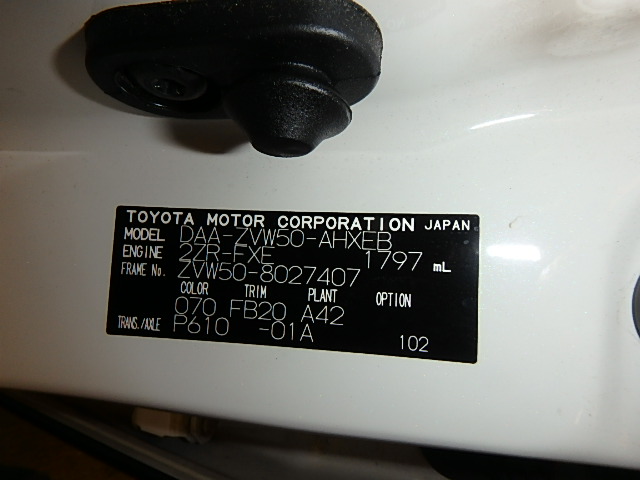 TOYOTA MOTOR CORPORATION JAPAN
MODEL DAA-ZVW50-AHXEB
ENGINE 2ZR-FXE 1797 mL
FRAME No. ZVW50-8027407
COLOR TRIM PLANT OPTION
070 FB20 A42
TRANS./AXLE P610 -01A
102